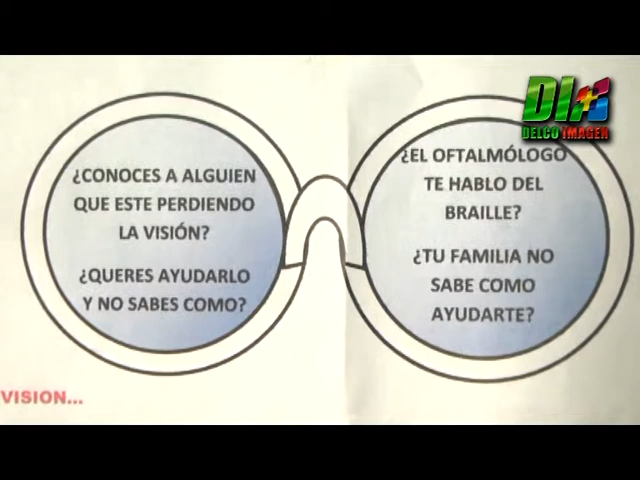 DI+
DELCO IMAGEN
¿CONOCES A ALGUIEN
QUE ESTE PERDIENDO
LA VISIÓN?
¿QUERES AYUDARLO
Y NO SABES COMO?
¿EL OFTALMÓLOGO
TE HABLO DEL
BRAILLE?
¿TU FAMILIA NO
SABE COMO
AYUDARTE?
VISION...